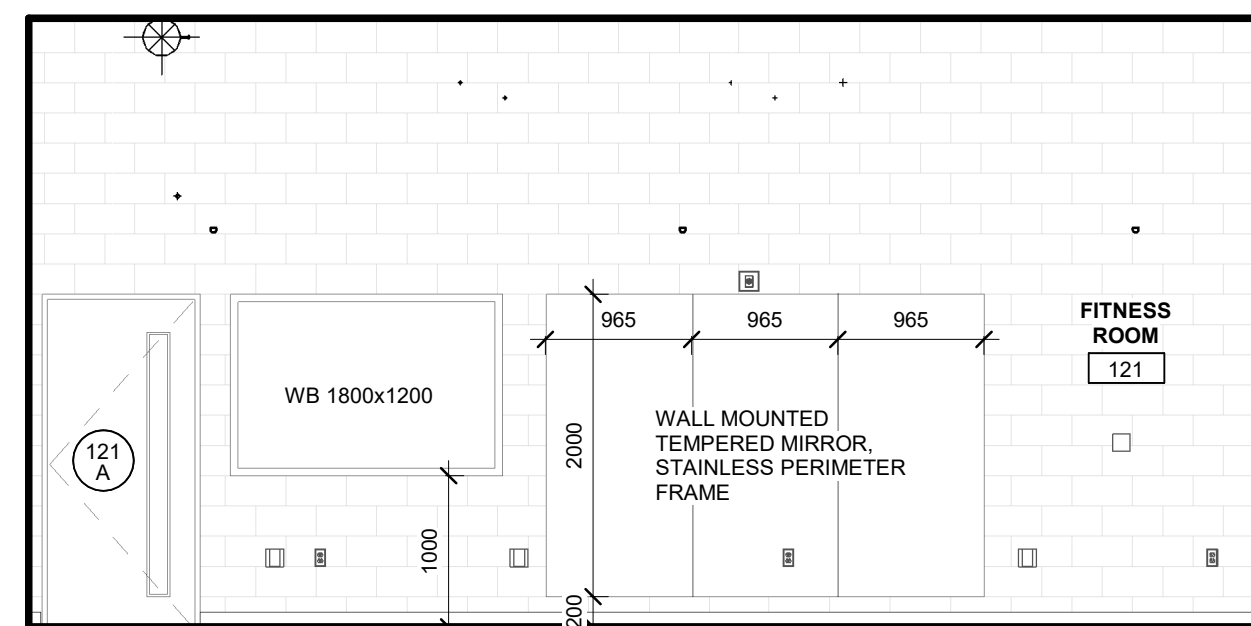 965
965
965
FITNESS
ROOM
121
WB 1800x1200
WALL MOUNTED
TEMPERED MIRROR,
STAINLESS PERIMETER
FRAME
2000
121
A
1000
200